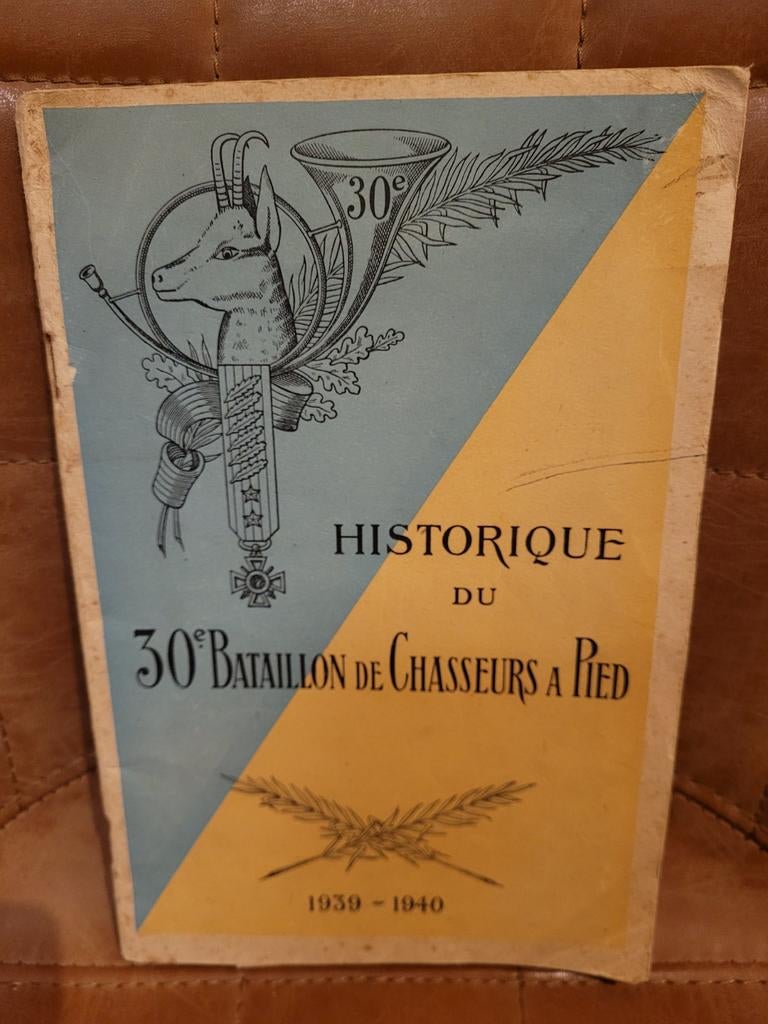 30e
HISTORIQUE
DU
30e. BATAILLON DE CHASSEURS A PIED
1939 - 1940